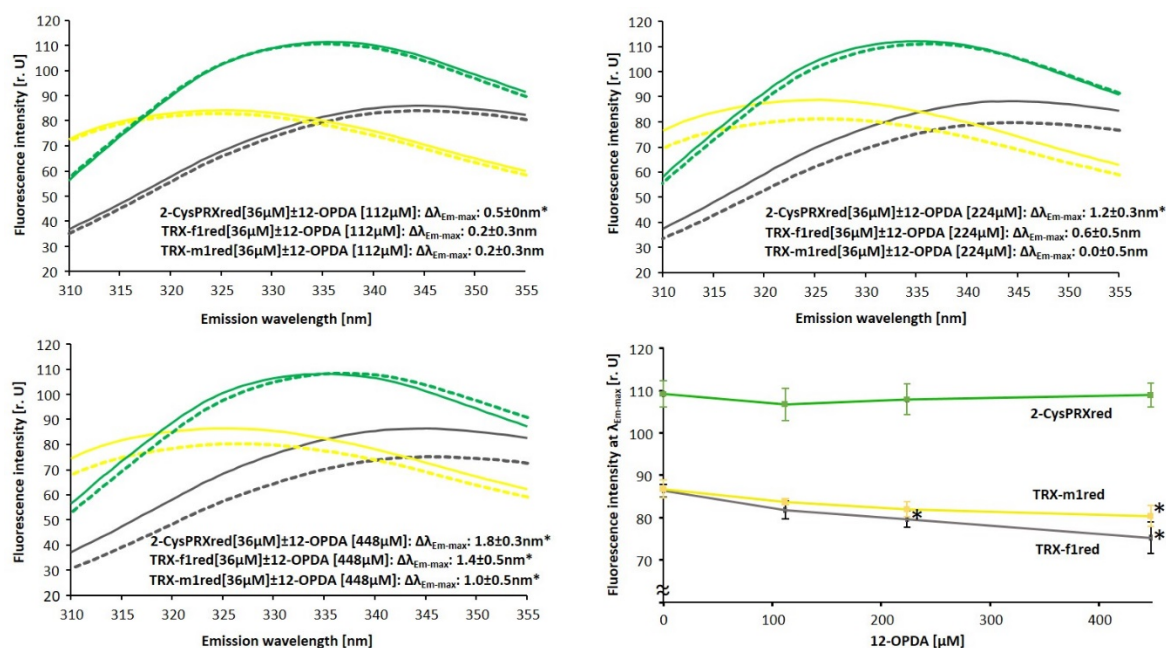 Fluorescence intensity [r. U]
120
110
100
90
80
70
60
50
40
30
20
2-CysPRXred[36µM]±12-OPDA [112µM]: ΔλEm-max: 0.5±0nm*
TRX-f1red[36µM]±12-OPDA [112µM]: ΔλEm-max: 0.2±0.3nm
TRX-m1red[36µM]±12-OPDA [112µM]: ΔλEm-max: 0.2±0.3nm
310 315 320 325 330 335 340 345 350 355
Emission wavelength [nm]
Fluorescence intensity [r. U]
120
110
100
90
80
70
60
50
40
30
20
2-CysPRXred[36µM]±12-OPDA [224µM]: ΔλEm-max: 1.2±0.3nm*
TRX-f1red[36µM]±12-OPDA [224µM]: ΔλEm-max: 0.6±0.5nm
TRX-m1red[36µM]±12-OPDA [224µM]: ΔλEm-max: 0.0±0.5nm
310 315 320 325 330 335 340 345 350 355
Emission wavelength [nm]
Fluorescence intensity [r. U]
120
110
100
90
80
70
60
50
40
30
20
2-CysPRXred[36µM]±12-OPDA [448µM]: ΔλEm-max: 1.8±0.3nm*
TRX-f1red[36µM]±12-OPDA [448µM]: ΔλEm-max: 1.4±0.5nm*
TRX-m1red[36µM]±12-OPDA [448µM]: ΔλEm-max: 1.0±0.5nm*
310 315 320 325 330 335 340 345 350 355
Emission wavelength [nm]
Fluorescence intensity at λEm-max [r. U]
120
110
100
90
80
70
2-CysPRXred
TRX-m1red
*
*
*
TRX-f1red
0 100 200 300 400
12-OPDA [µM]